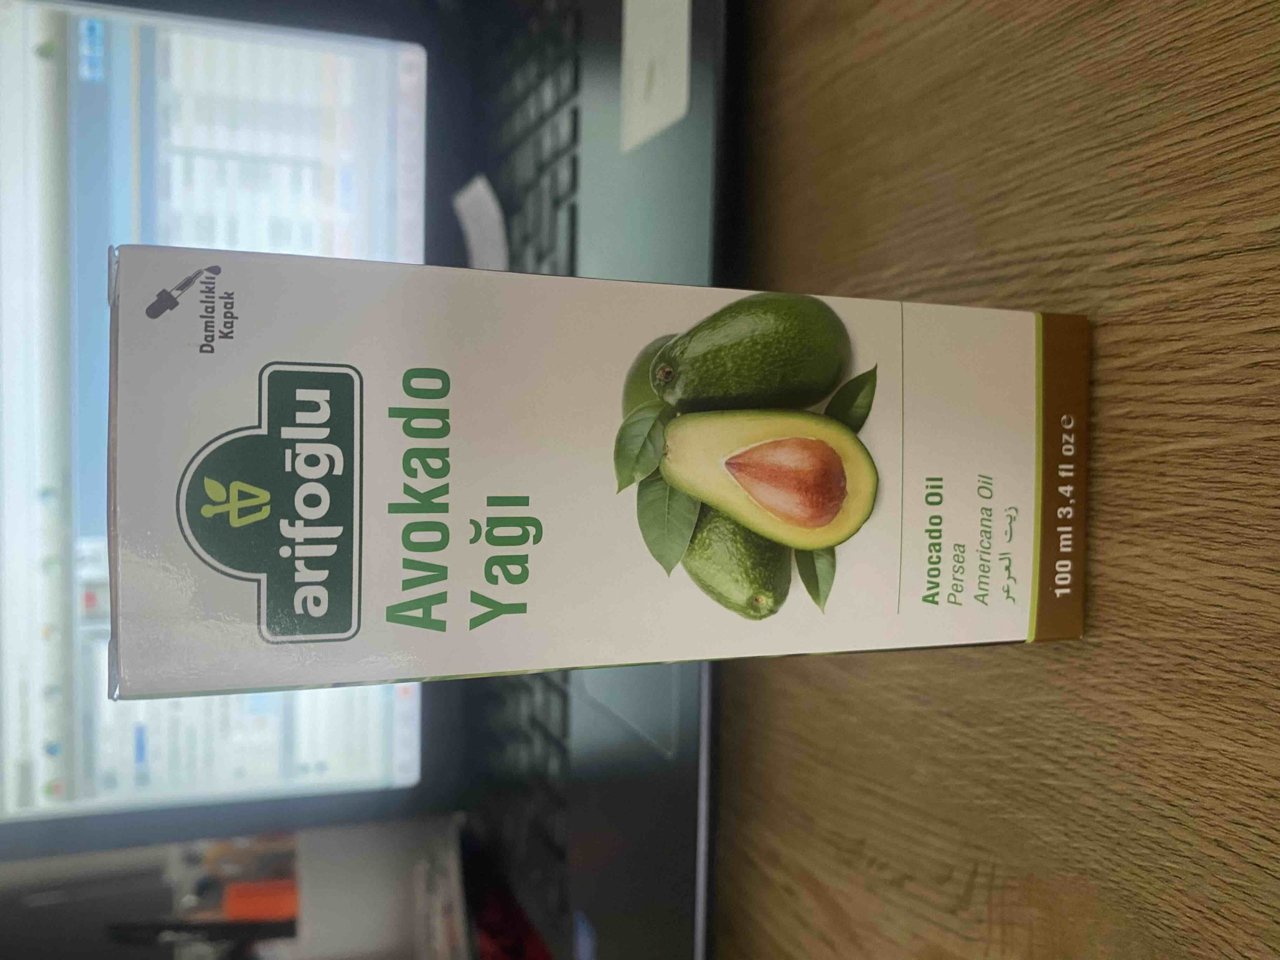 Damlalıklı
Kapak
arifoğlu
Avokado
Yağı
Avocado Oil
Persea
Americana Oil
زيت العرعر
100 ml 3,4 fl oz ℮